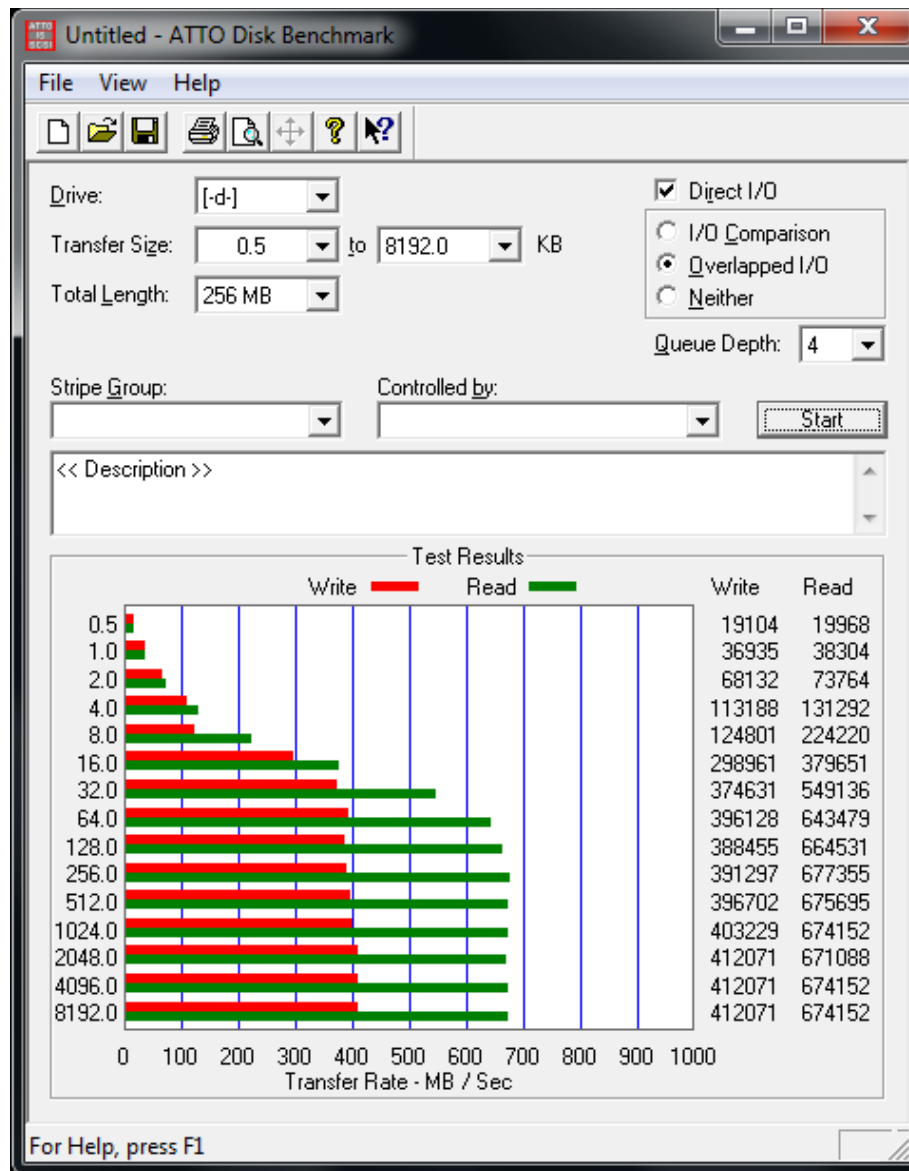 ATTO
IS
SCSI
Untitled - ATTO Disk Benchmark
File View Help
Drive: [-d-]
Direct I/O
Transfer Size: 0.5 to 8192.0 KB
I/O Comparison
Overlapped I/O
Total Length: 256 MB
Neither
Queue Depth: 4
Stripe Group: Controlled by:
Start
<< Description >>
Test Results
Write Read Write Read
0.5 19104 19968
1.0 36935 38304
2.0 68132 73764
4.0 113188 131292
8.0 124801 224220
16.0 298961 379651
32.0 374631 549136
64.0 396128 643479
128.0 388455 664531
256.0 391297 677355
512.0 396702 675695
1024.0 403229 674152
2048.0 412071 671088
4096.0 412071 674152
8192.0 412071 674152
0 100 200 300 400 500 600 700 800 900 1000
Transfer Rate - MB / Sec
For Help, press F1